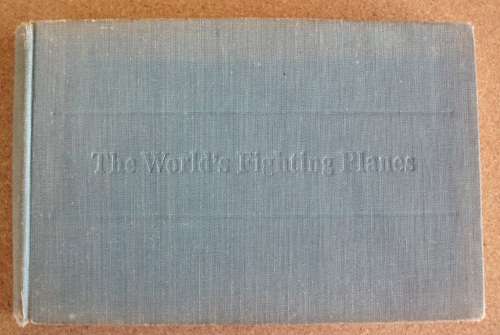 The World's Fighting Planes